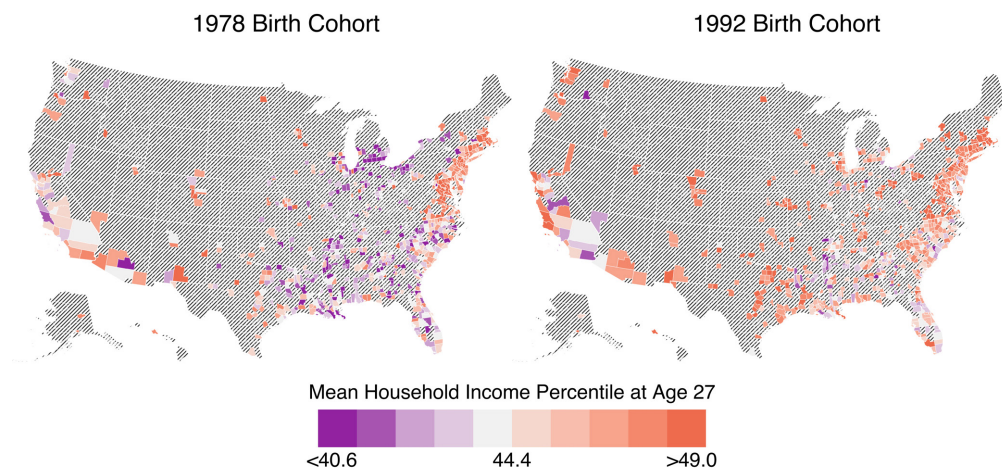 1978 Birth Cohort
1992 Birth Cohort
Mean Household Income Percentile at Age 27
<40.6 44.4 >49.0